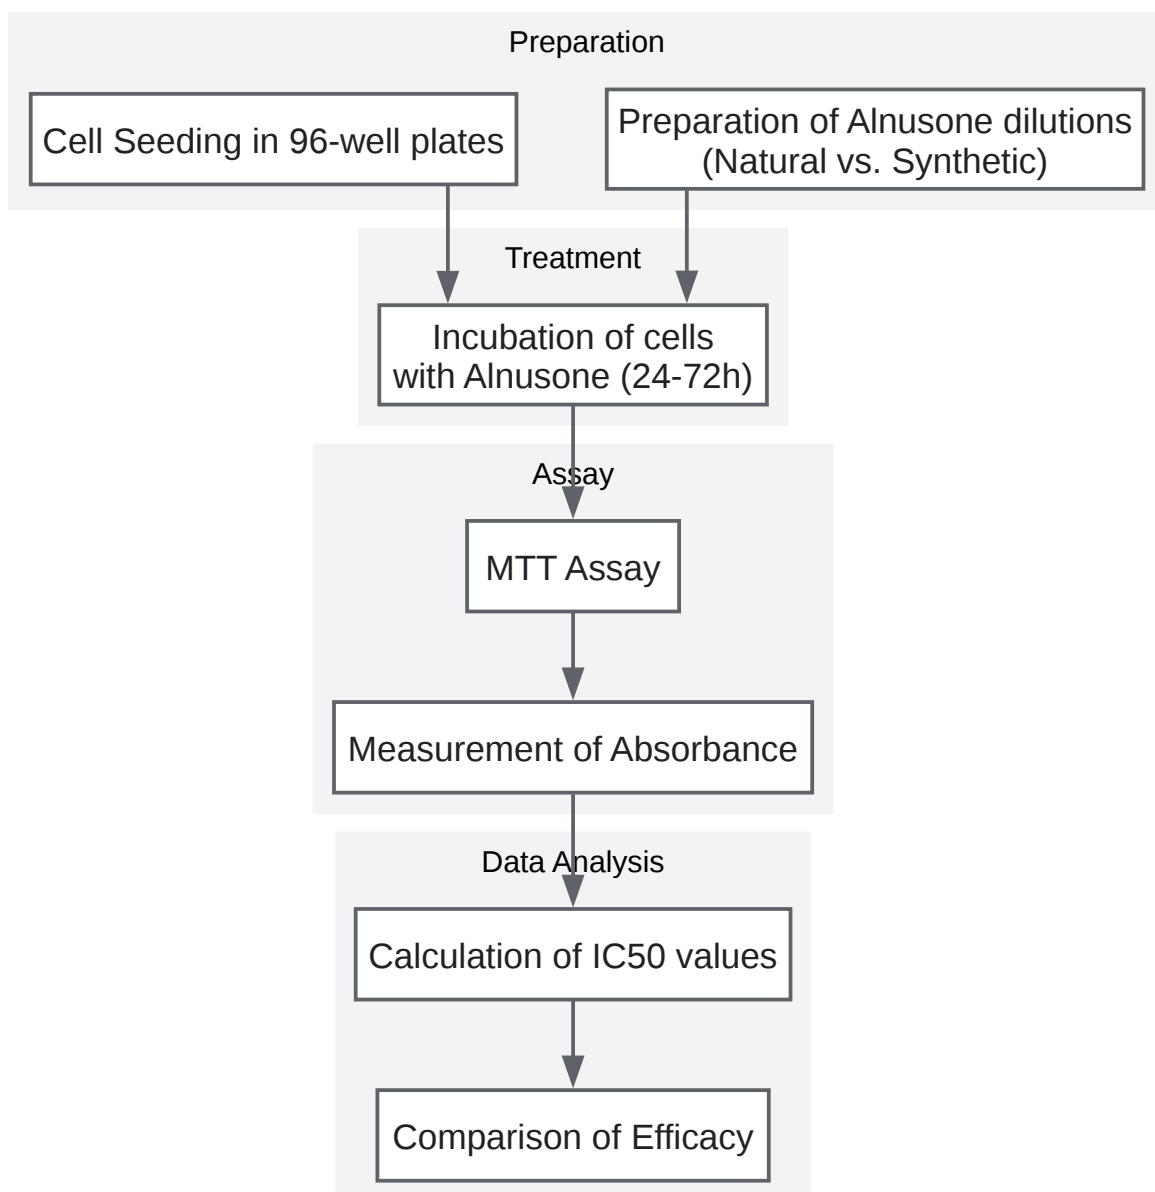 Preparation
Cell Seeding in 96-well plates
Preparation of Alnusone dilutions
(Natural vs. Synthetic)
Treatment
Incubation of cells
with Alnusone (24-72h)
Assay
MTT Assay
Measurement of Absorbance
Data Analysis
Calculation of IC50 values
Comparison of Efficacy